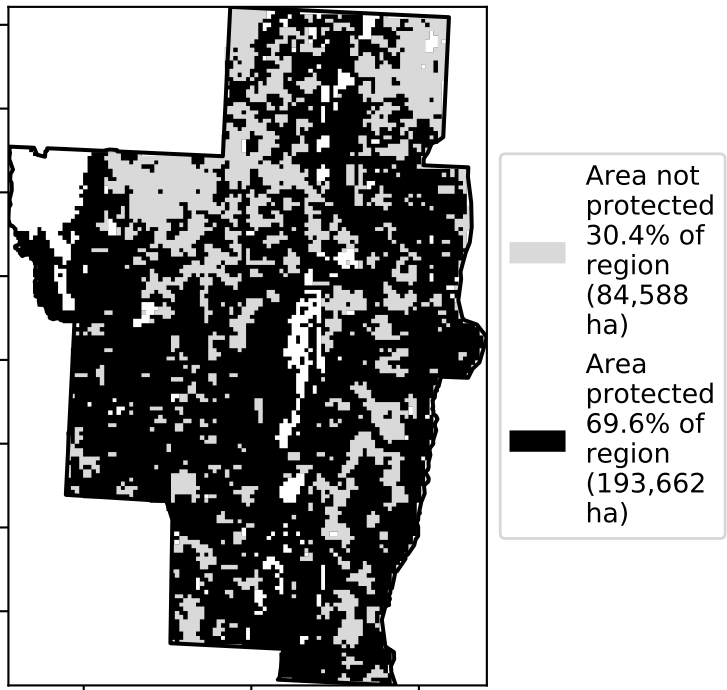 Area not
protected
30.4% of
region
(84,588
ha)
Area
protected
69.6% of
region
(193,662
ha)